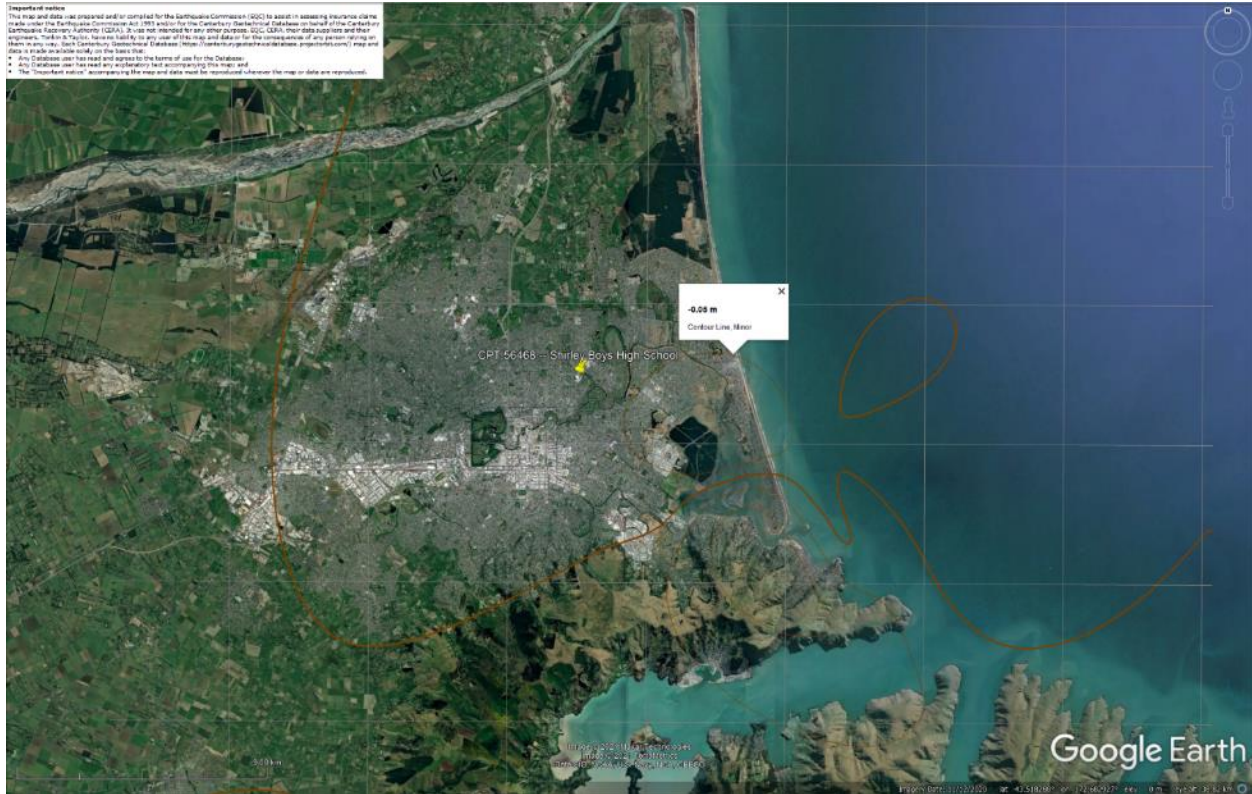 Important notice
This map and data was prepared and/or compiled for the Earthquake Commission (EQC) to assist in assessing insurance claims
made under the Earthquake Commission Act 1993 and/or for the Canterbury Geotechnical Database on behalf of the Canterbury
Earthquake Recovery Authority (CERA). It was not intended for any other purpose. EQC, CERA, their data suppliers and their
engineers, Tonkin & Taylor, have no liability to any user of this map and data or for the consequences of any person relying on
them in any way. Each Canterbury Geotechnical Database (https://canterburygeotechnicaldatabase.projectorbit.com/) map and
data is made available solely on the basis that:
• Any Database user has read and agrees to the terms of use for the Database;
• Any Database user has read any explanatory text accompanying this map; and
• The "Important notice" accompanying the map and data must be reproduced wherever the map or data are reproduced.
N
-0.05 m
Contour Line, Minor
CPT 56468 -- Shirley Boys High School
Google Earth